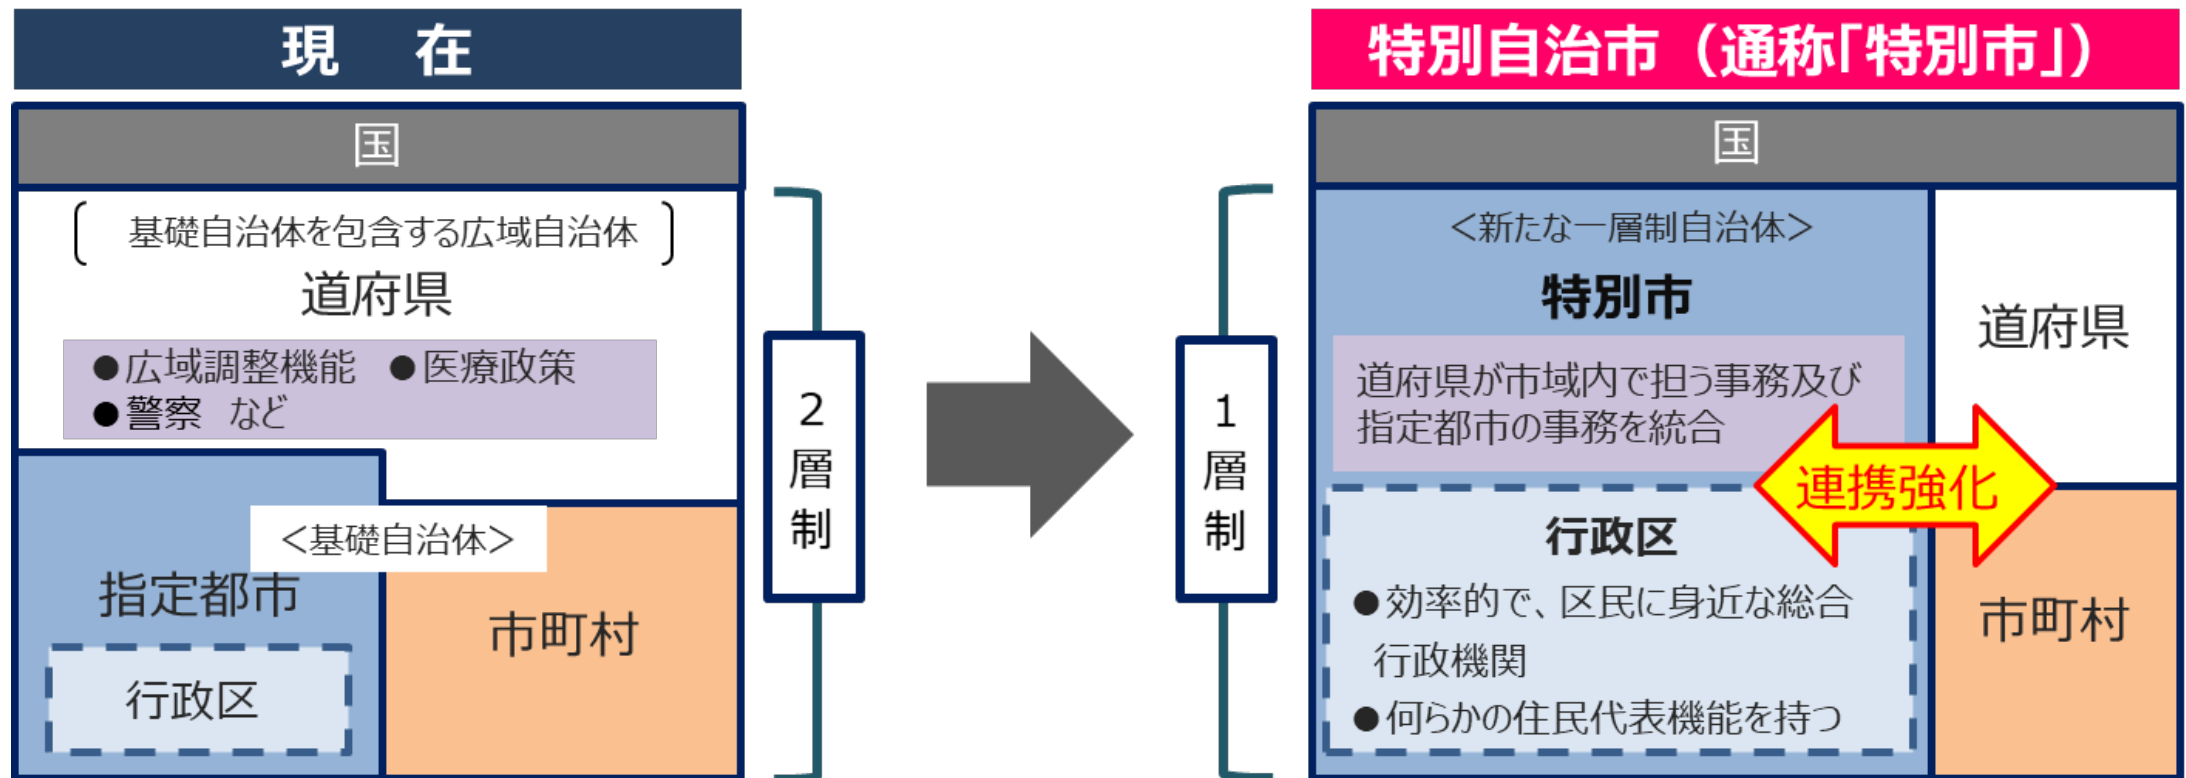 現　在
国
基礎自治体を包含する広域自治体
道府県
●広域調整機能　●医療政策
●警察　など
＜基礎自治体＞
指定都市
行政区
市町村
2層制
特別自治市（通称「特別市」）
国
＜新たな一層制自治体＞
特別市
道府県が市域内で担う事務及び
指定都市の事務を統合
行政区
●効率的で、区民に身近な総合
行政機関
●何らかの住民代表機能を持つ
1層制
連携強化
道府県
市町村